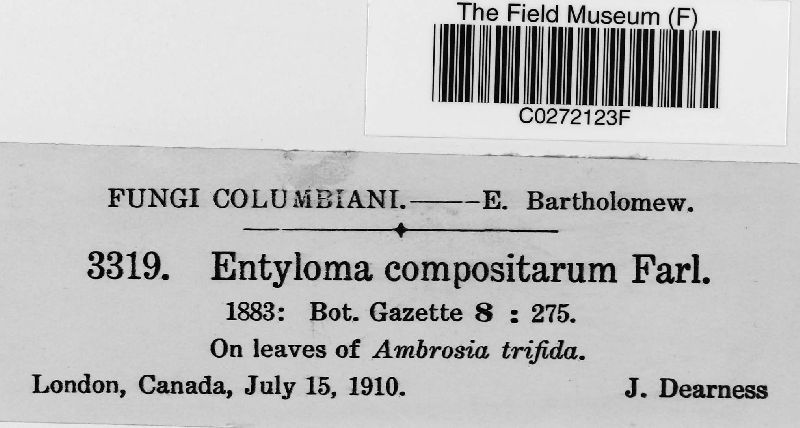 The Field Museum (F)
C0272123F
FUNGI COLUMBIANI.——E. Bartholomew.
3319. Entyloma compositarum Farl.
1883: Bot. Gazette 8 : 275.
On leaves of Ambrosia trifida.
London, Canada, July 15, 1910. J. Dearness